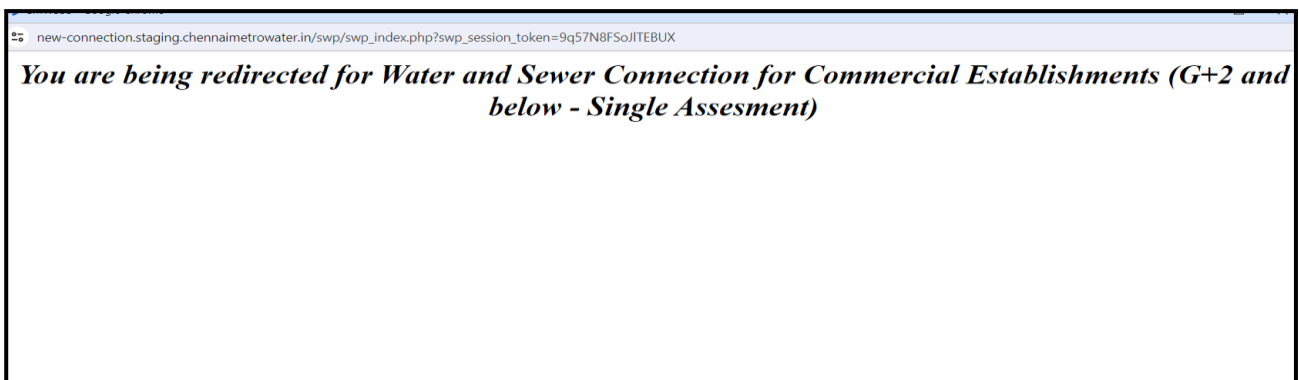 new-connection.staging.chennaimetrowater.in/swp/swp_index.php?swp_session_token=9q57N8FSoJITEBUX
You are being redirected for Water and Sewer Connection for Commercial Establishments (G+2 and
below - Single Assesment)